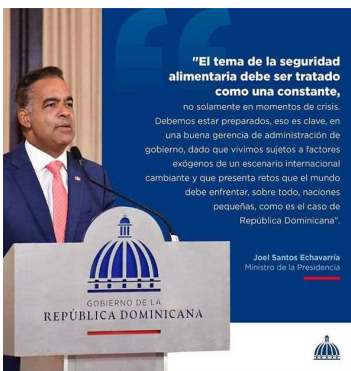 "El tema de la seguridad
alimentaria debe ser tratado
como una constante,
no solamente en momentos de crisis.
Debemos estar preparados, eso es clave, en
una buena gerencia de administración de
gobierno, dado que vivimos sujetos a factores
exógenos de un escenario internacional
cambiante y que presenta retos que el mundo
debe enfrentar, sobre todo, naciones
pequeñas, como es el caso de
República Dominicana".
Joel Santos Echavarría
Ministro de la Presidencia
GOBIERNO DE LA
REPÚBLICA DOMINICANA